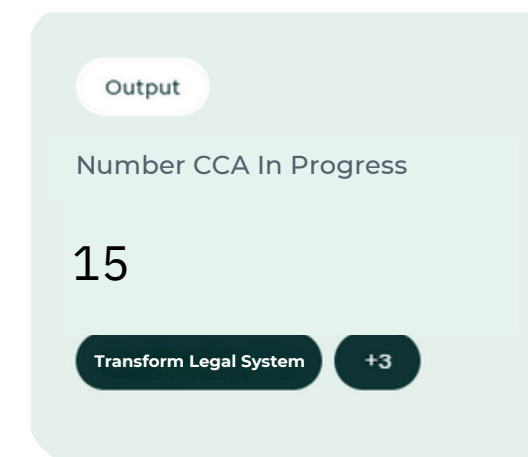 Output
Number CCA In Progress
15
Transform Legal System +3